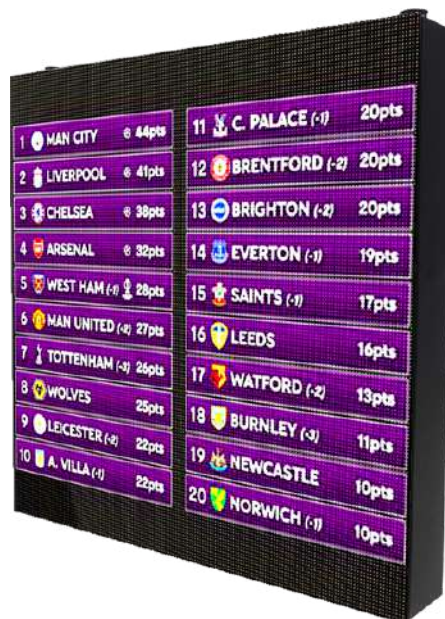 1 MAN CITY 44pts
2 LIVERPOOL 41pts
3 CHELSEA 38pts
4 ARSENAL 32pts
5 WEST HAM (-1) 28pts
6 MAN UNITED (-2) 27pts
7 TOTTENHAM (-3) 26pts
8 WOLVES 25pts
9 LEICESTER (-2) 22pts
10 A. VILLA (-1) 22pts
11 C. PALACE (-1) 20pts
12 BRENTFORD (-2) 20pts
13 BRIGHTON (-2) 20pts
14 EVERTON (-1) 19pts
15 SAINTS (-1) 17pts
16 LEEDS 16pts
17 WATFORD (-2) 13pts
18 BURNLEY (-3) 11pts
19 NEWCASTLE 10pts
20 NORWICH (-1) 10pts